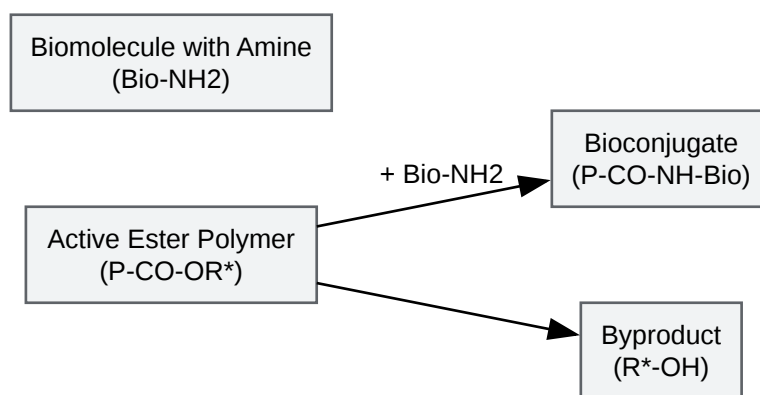 Biomolecule with Amine
(Bio-NH2)
Bioconjugate
(P-CO-NH-Bio)
+ Bio-NH2
Active Ester Polymer
(P-CO-OR*)
Byproduct
(R*-OH)